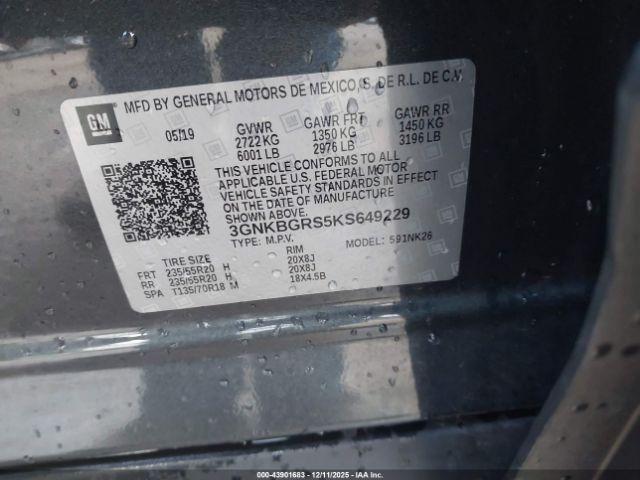 MFD BY GENERAL MOTORS DE MEXICO, S. DE R.L. DE C.V.
GM
05/19
GVWR GAWR FRT GAWR RR
2722 KG 1350 KG 1450 KG
6001 LB 2976 LB 3196 LB
THIS VEHICLE CONFORMS TO ALL
APPLICABLE U.S. FEDERAL MOTOR
VEHICLE SAFETY STANDARDS IN EFFECT
ON THE DATE OF MANUFACTURE
SHOWN ABOVE.
3GNKBGRS5KS649229
TYPE: M.P.V. MODEL: 591NK26
TIRE SIZE RIM
FRT 235/55R20 H 20X8J
RR 235/55R20 H 20X8J
SPA T135/70R18 M 18X4.5B
000-43901683 - 12/11/2025 - COPYRIGHT IAA, LLC.